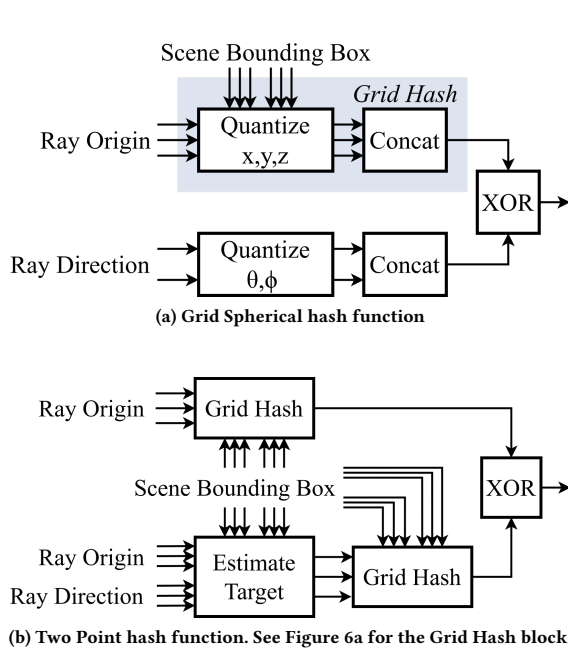 Scene Bounding Box
Grid Hash
Ray Origin
Quantize
x,y,z
Concat
XOR
Ray Direction
Quantize
θ,ϕ
Concat
(a) Grid Spherical hash function
Ray Origin
Grid Hash
Scene Bounding Box
XOR
Ray Origin
Ray Direction
Estimate
Target
Grid Hash
(b) Two Point hash function. See Figure 6a for the Grid Hash block